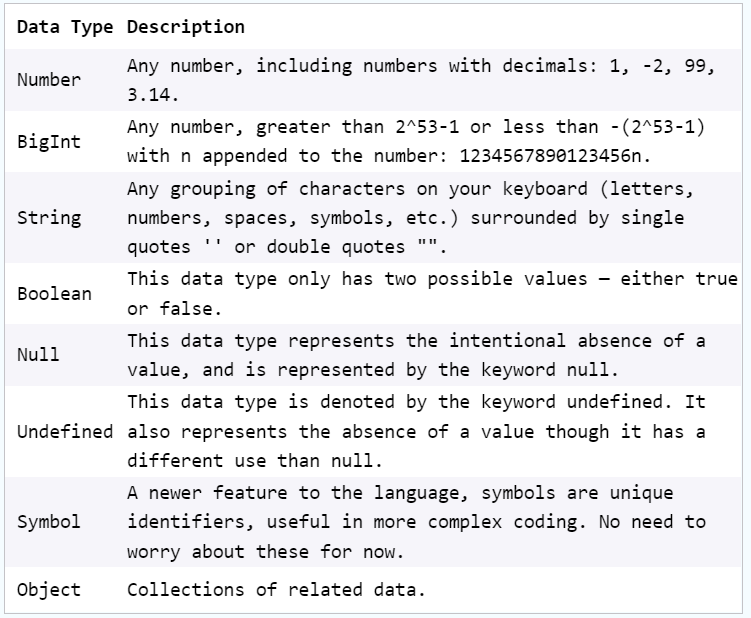 Data Type Description
Number Any number, including numbers with decimals: 1, -2, 99,
3.14.
BigInt Any number, greater than 2^53-1 or less than -(2^53-1)
with n appended to the number: 1234567890123456n.
String Any grouping of characters on your keyboard (letters,
numbers, spaces, symbols, etc.) surrounded by single
quotes ' ' or double quotes "".
Boolean This data type only has two possible values — either true
or false.
Null This data type represents the intentional absence of a
value, and is represented by the keyword null.
Undefined This data type is denoted by the keyword undefined. It
also represents the absence of a value though it has a
different use than null.
Symbol A newer feature to the language, symbols are unique
identifiers, useful in more complex coding. No need to
worry about these for now.
Object Collections of related data.